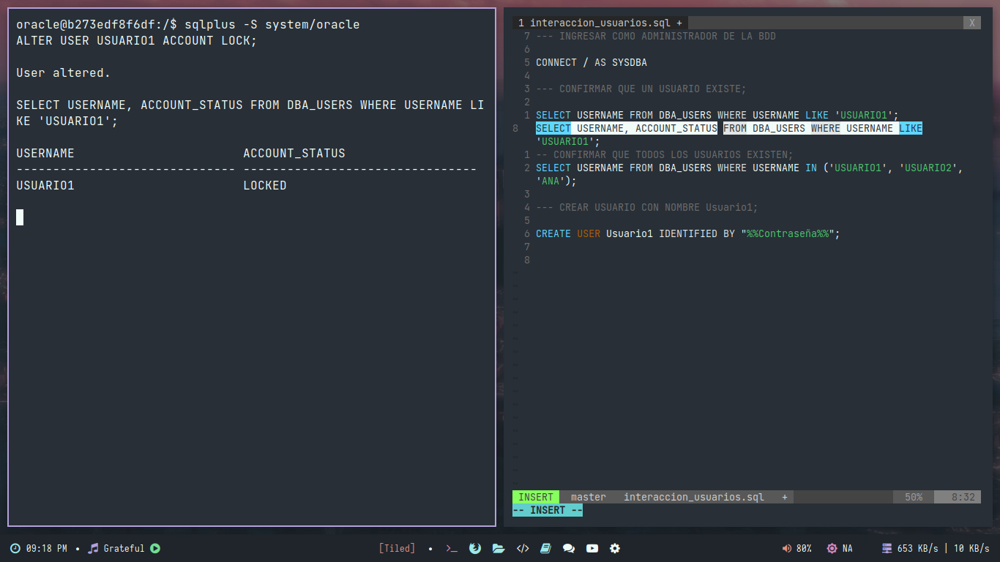 oracle@b273edf8f6df:/$ sqlplus -S system/oracle
ALTER USER USUARIO1 ACCOUNT LOCK;
User altered.
SELECT USERNAME, ACCOUNT_STATUS FROM DBA_USERS WHERE USERNAME LI
KE 'USUARIO1';
USERNAME                       ACCOUNT_STATUS
------------------------------ --------------------------------
USUARIO1                       LOCKED
1 interaccion_usuarios.sql + X
7 --- INGRESAR COMO ADMINISTRADOR DE LA BDD
6
5 CONNECT / AS SYSDBA
4
3 --- CONFIRMAR QUE UN USUARIO EXISTE;
2
1 SELECT USERNAME FROM DBA_USERS WHERE USERNAME LIKE 'USUARIO1';
8 SELECT USERNAME, ACCOUNT_STATUS FROM DBA_USERS WHERE USERNAME LIKE
'USUARIO1';
1 -- CONFIRMAR QUE TODOS LOS USUARIOS EXISTEN;
2 SELECT USERNAME FROM DBA_USERS WHERE USERNAME IN ('USUARIO1', 'USUARIO2',
'ANA');
3
4 --- CREAR USUARIO CON NOMBRE Usuario1;
5
6 CREATE USER Usuario1 IDENTIFIED BY "%%Contraseña%%";
7
8
INSERT master interaccion_usuarios.sql + 50% 8:32
-- INSERT --
09:18 PM • Grateful [Tiled] • 80% NA 653 KB/s | 10 KB/s